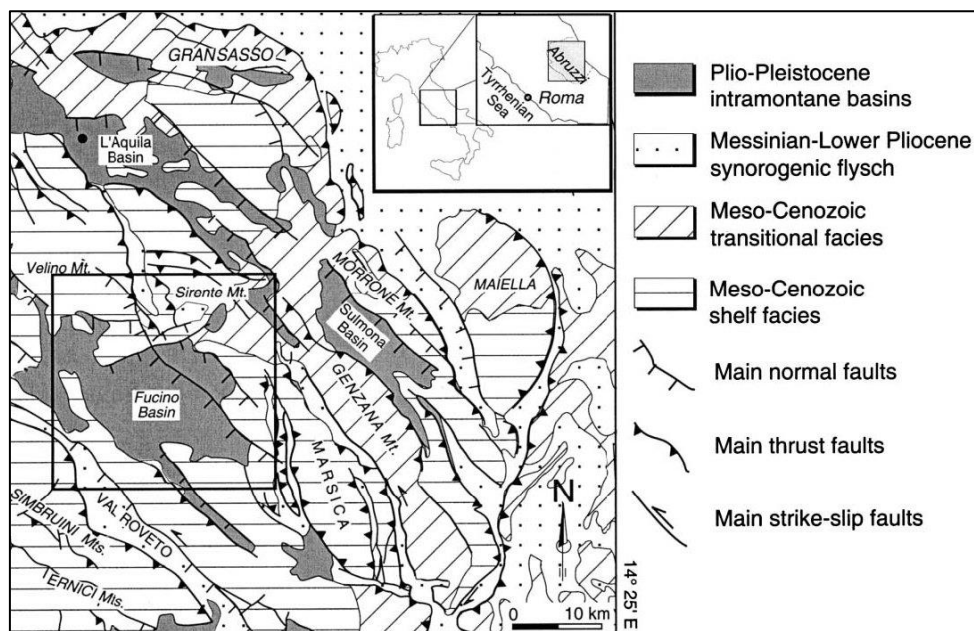 GRANSASSO
L'Aquila
Basin
Velino Mt.
Sirente Mt.
MORRONE Mt.
MAIELLA
Sulmona
Basin
Fucino
Basin
GENZANA Mt.
MARSICA
SIMBRUINI Mts.
VAL ROVETO
ERNICI Mts.
N
0 10 km
14° 25' E
Abruzzi
Tyrrhenian
Sea
Roma
Plio-Pleistocene
intramontane basins
Messinian-Lower Pliocene
synorogenic flysch
Meso-Cenozoic
transitional facies
Meso-Cenozoic
shelf facies
Main normal faults
Main thrust faults
Main strike-slip faults